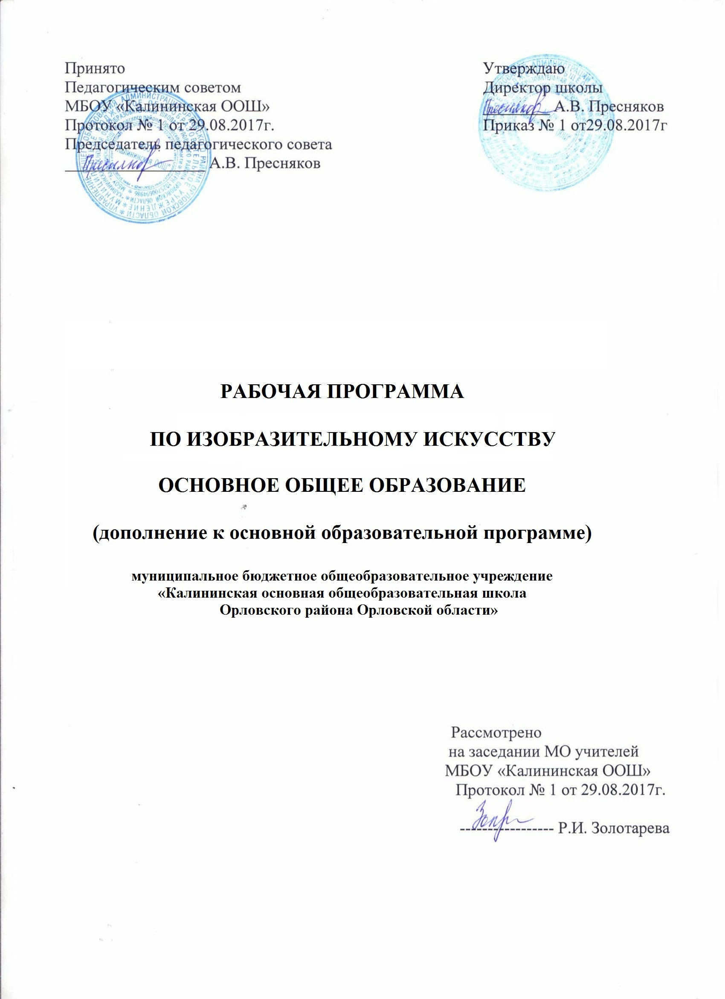 Принято
Педагогическим советом
МБОУ «Калининская ООШ»
Протокол № 1 от 29.08.2017г.
Председатель педагогического совета
А.В. Пресняков
Утверждаю
Директор школы
А.В. Пресняков
Приказ № 1 от29.08.2017г
РАБОЧАЯ ПРОГРАММА
ПО ИЗОБРАЗИТЕЛЬНОМУ ИСКУССТВУ
ОСНОВНОЕ ОБЩЕЕ ОБРАЗОВАНИЕ
(дополнение к основной образовательной программе)
муниципальное бюджетное общеобразовательное учреждение
«Калининская основная общеобразовательная школа
Орловского района Орловской области»
Рассмотрено
на заседании МО учителей
МБОУ «Калининская ООШ»
Протокол № 1 от 29.08.2017г.
----------------- Р.И. Золотарева